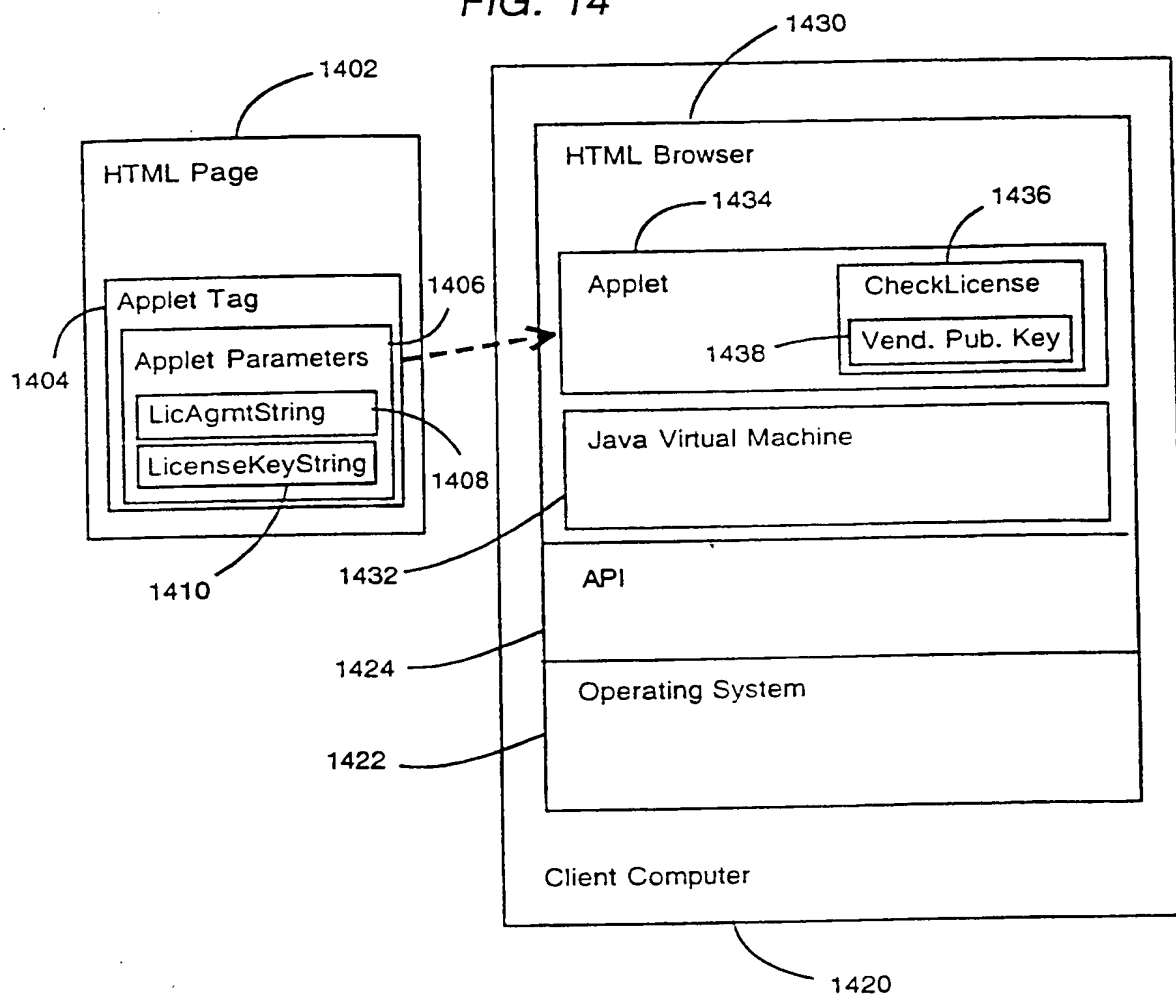 FIG. 14
1430
1402
HTML Page
HTML Browser
1434
1436
Applet Tag
1406
Applet
CheckLicense
Applet Parameters
1438
Vend. Pub. Key
1404
LicAgmtString
Java Virtual Machine
LicenseKeyString
1408
1410
1432
API
1424
Operating System
1422
Client Computer
1420